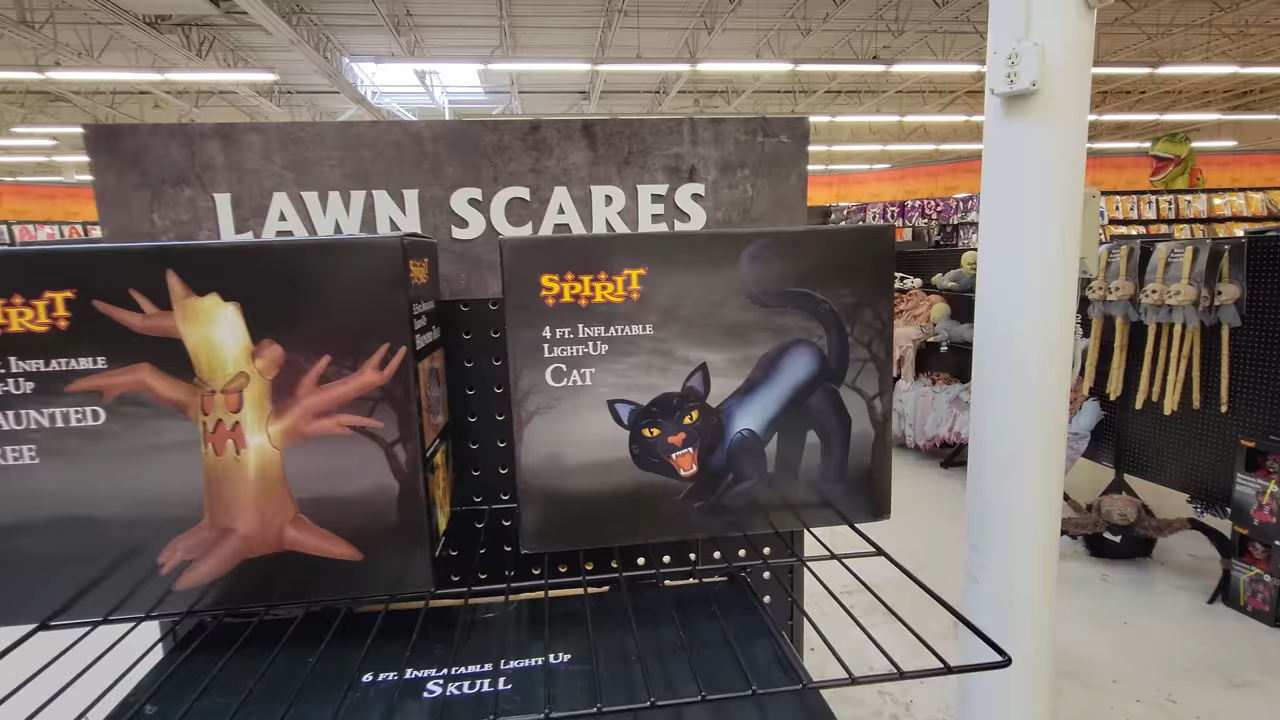 LAWN SCARES
RIT
. INFLATABLE
-UP
AUNTED
REE
SPIRIT
SPIRIT
4 FT. INFLATABLE
LIGHT-UP
CAT
6 FT. INFLATABLE LIGHT UP
SKULL